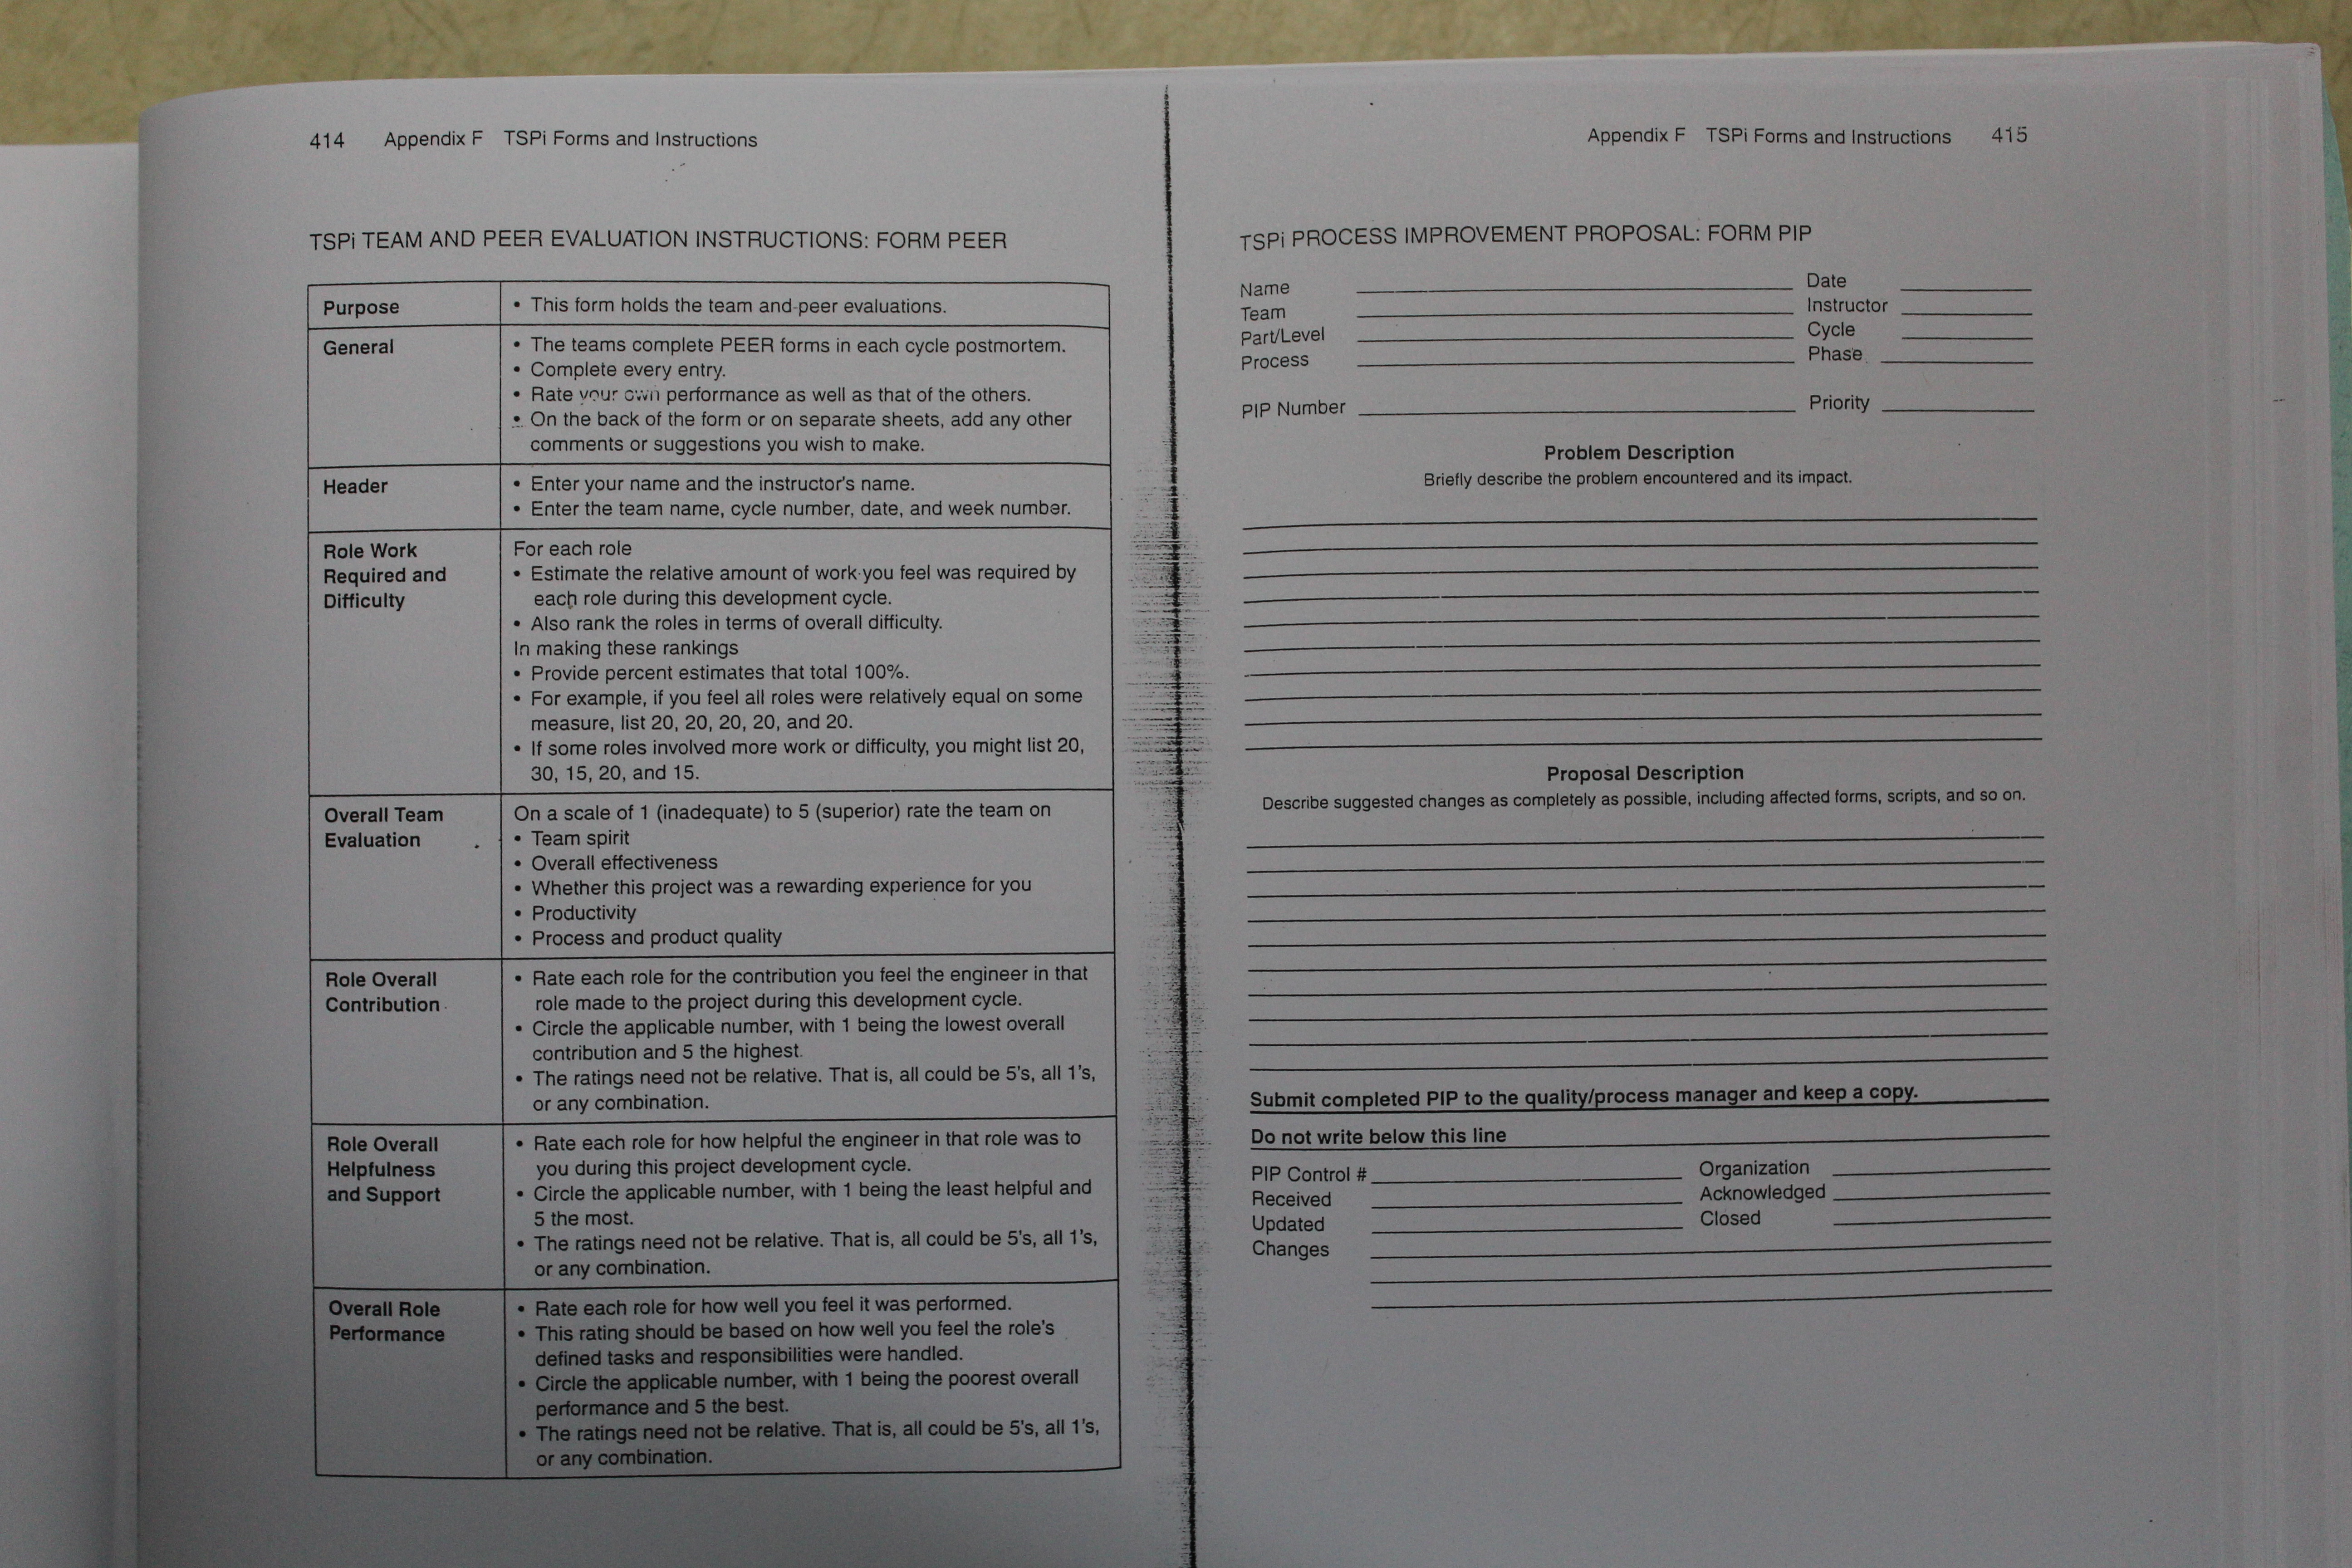 414 Appendix F TSPi Forms and Instructions
TSPi TEAM AND PEER EVALUATION INSTRUCTIONS: FORM PEER
Purpose
• This form holds the team and peer evaluations.
General
• The teams complete PEER forms in each cycle postmortem.
• Complete every entry.
• Rate your own performance as well as that of the others.
• On the back of the form or on separate sheets, add any other
comments or suggestions you wish to make.
Header
• Enter your name and the instructor's name.
• Enter the team name, cycle number, date, and week number.
Role Work
Required and
Difficulty
For each role
• Estimate the relative amount of work you feel was required by
each role during this development cycle.
• Also rank the roles in terms of overall difficulty.
In making these rankings
• Provide percent estimates that total 100%.
• For example, if you feel all roles were relatively equal on some
measure, list 20, 20, 20, 20, and 20.
• If some roles involved more work or difficulty, you might list 20,
30, 15, 20, and 15.
Overall Team
Evaluation
On a scale of 1 (inadequate) to 5 (superior) rate the team on
• Team spirit
• Overall effectiveness
• Whether this project was a rewarding experience for you
• Productivity
• Process and product quality
Role Overall
Contribution
• Rate each role for the contribution you feel the engineer in that
role made to the project during this development cycle.
• Circle the applicable number, with 1 being the lowest overall
contribution and 5 the highest.
• The ratings need not be relative. That is, all could be 5's, all 1's,
or any combination.
Role Overall
Helpfulness
and Support
• Rate each role for how helpful the engineer in that role was to
you during this project development cycle.
• Circle the applicable number, with 1 being the least helpful and
5 the most.
• The ratings need not be relative. That is, all could be 5's, all 1's,
or any combination.
Overall Role
Performance
• Rate each role for how well you feel it was performed.
• This rating should be based on how well you feel the role's
defined tasks and responsibilities were handled.
• Circle the applicable number, with 1 being the poorest overall
performance and 5 the best.
• The ratings need not be relative. That is, all could be 5's, all 1's,
or any combination.
Appendix F TSPi Forms and Instructions 415
TSPi PROCESS IMPROVEMENT PROPOSAL: FORM PIP
Name Date
Team Instructor
Part/Level Cycle
Process Phase
PIP Number Priority
Problem Description
Briefly describe the problem encountered and its impact.
Proposal Description
Describe suggested changes as completely as possible, including affected forms, scripts, and so on.
Submit completed PIP to the quality/process manager and keep a copy.
Do not write below this line
PIP Control # Organization
Received Acknowledged
Updated Closed
Changes